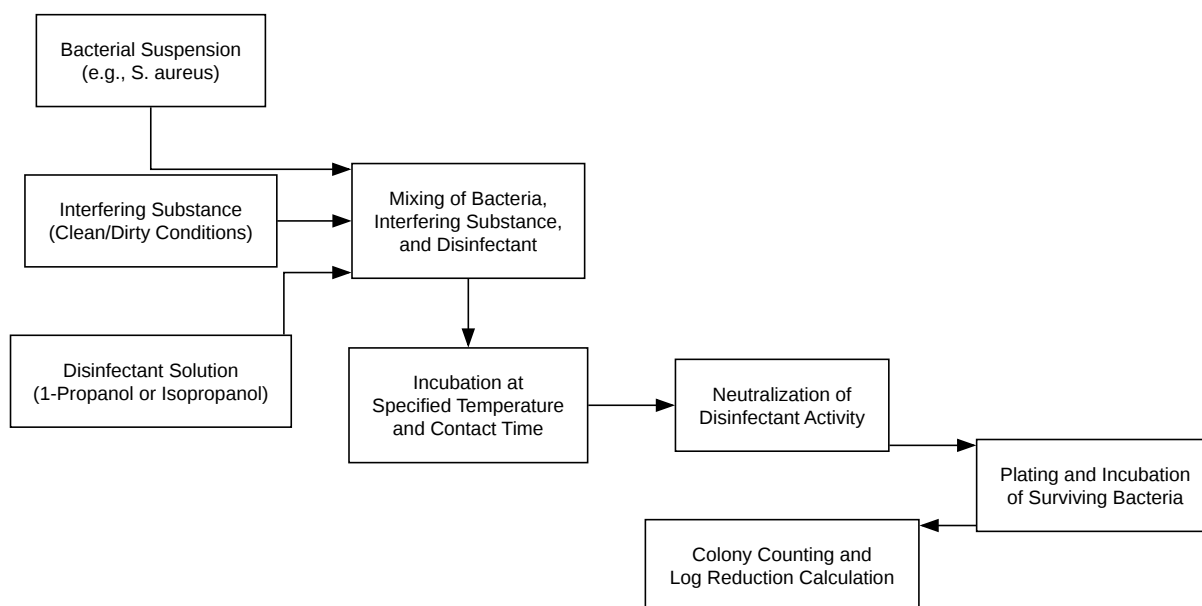 Bacterial Suspension
(e.g., S. aureus)
Interfering Substance
(Clean/Dirty Conditions)
Disinfectant Solution
(1-Propanol or Isopropanol)
Mixing of Bacteria,
Interfering Substance,
and Disinfectant
Incubation at
Specified Temperature
and Contact Time
Neutralization of
Disinfectant Activity
Plating and Incubation
of Surviving Bacteria
Colony Counting and
Log Reduction Calculation